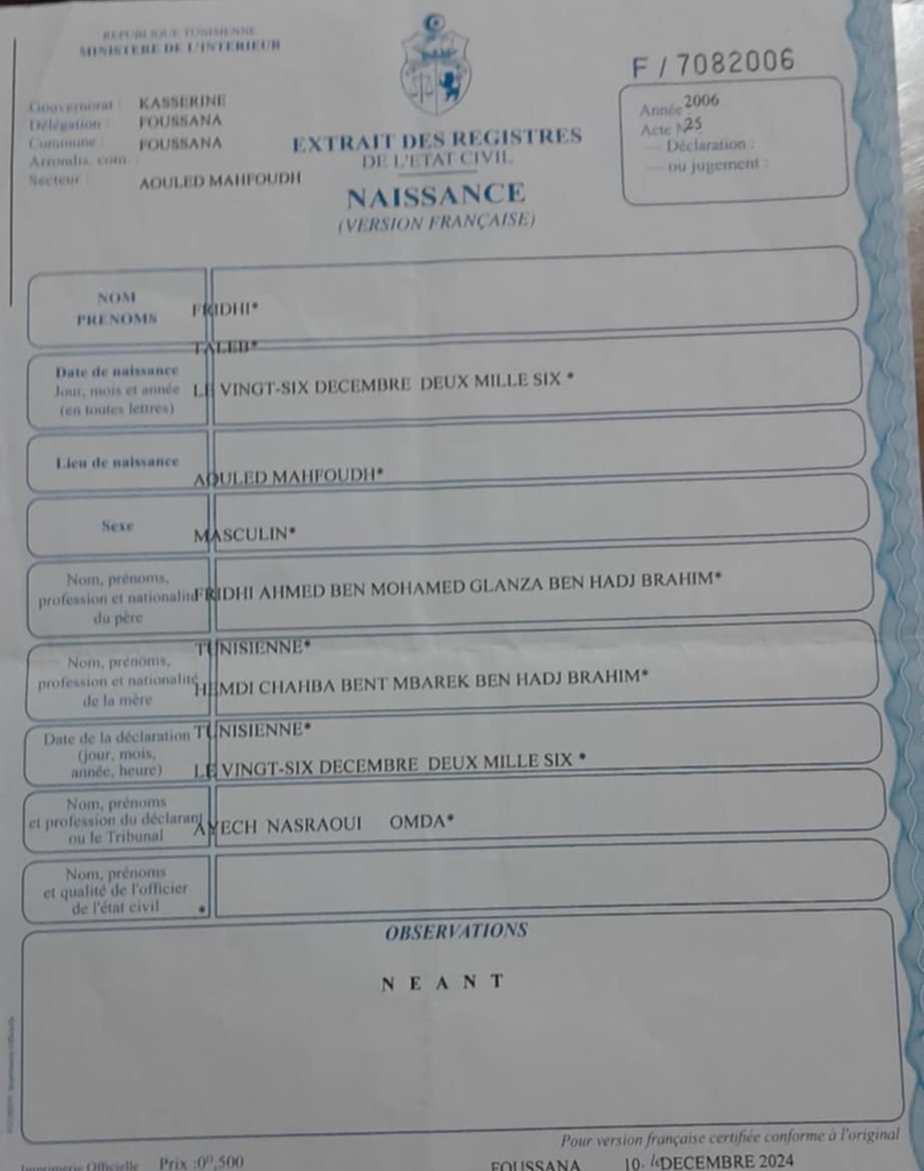 REPUBLIQUE TUNISIENNE
MINISTERE DE L'INTERIEUR
F / 7082006
Gouvernorat : KASSERINE
Délégation : FOUSSANA
Commune : FOUSSANA
Arrondis. com. :
Secteur : AOULED MAHFOUDH
EXTRAIT DES REGISTRES
DE L'ETAT CIVIL
NAISSANCE
(VERSION FRANÇAISE)
Année 2006
Acte N° 25
— Déclaration :
— ou jugement :
NOM
PRENOMS
FRIDHI*
TALEB*
Date de naissance
Jour, mois et année
(en toutes lettres)
LE VINGT-SIX DECEMBRE DEUX MILLE SIX *
Lieu de naissance
AOULED MAHFOUDH*
Sexe
MASCULIN*
Nom, prénoms,
profession et nationalité
du père
FRIDHI AHMED BEN MOHAMED GLANZA BEN HADJ BRAHIM*
TUNISIENNE*
Nom, prénoms,
profession et nationalité
de la mère
HEMDI CHAHBA BENT MBAREK BEN HADJ BRAHIM*
TUNISIENNE*
Date de la déclaration
(jour, mois,
année, heure)
LE VINGT-SIX DECEMBRE DEUX MILLE SIX *
Nom, prénoms
et profession du déclarant
ou le Tribunal
AYECH NASRAOUI OMDA*
Nom, prénoms
et qualité de l'officier
de l'état civil
*
OBSERVATIONS
N E A N T
Pour version française certifiée conforme à l'original
Imprimerie Officielle Prix :0ᴰ,500
FOUSSANA 10. le DECEMBRE 2024